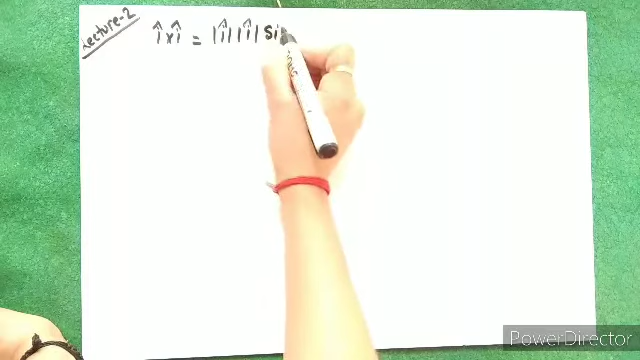 Lecture-2
î x î = |î| |î| Si
PowerDirector